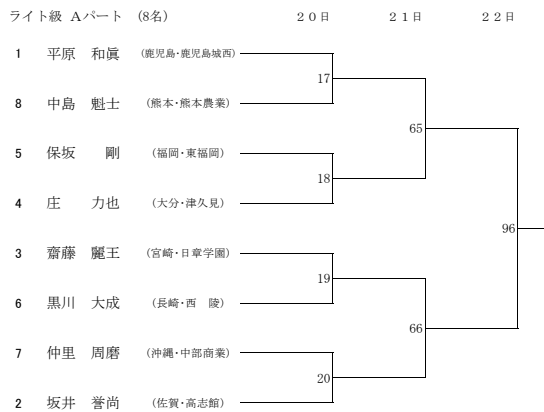 ライト級 Aパート (8名) 20日 21日 22日
1 平原 和眞 (鹿児島・鹿児島城西)
17
8 中島 魁士 (熊本・熊本農業)
65
5 保坂 剛 (福岡・東福岡)
18
4 庄 力也 (大分・津久見)
96
3 齋藤 麗王 (宮崎・日章学園)
19
6 黒川 大成 (長崎・西 陵)
66
7 仲里 周磨 (沖縄・中部商業)
20
2 坂井 誉尚 (佐賀・高志館)